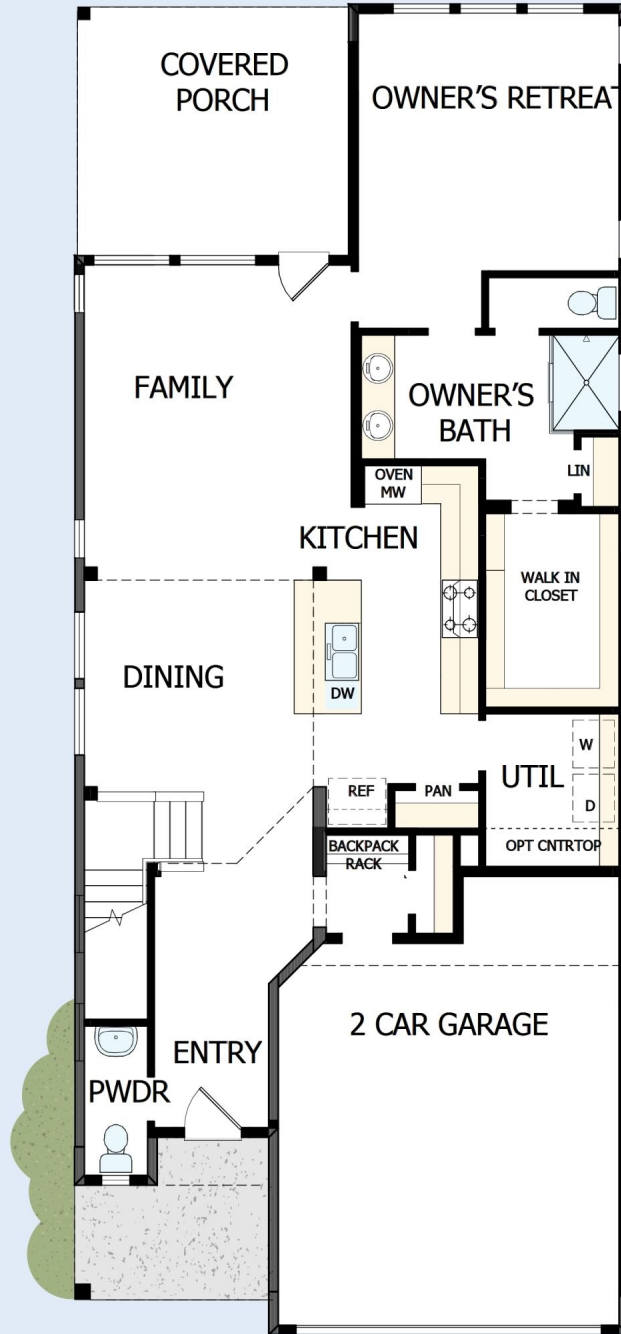 COVERED
PORCH
OWNER'S RETREAT
FAMILY
OWNER'S
BATH
LIN
OVEN
MW
KITCHEN
WALK IN
CLOSET
DINING
DW
W
UTIL
D
REF
PAN
OPT CNTRTOP
BACKPACK
RACK
2 CAR GARAGE
ENTRY
PWDR